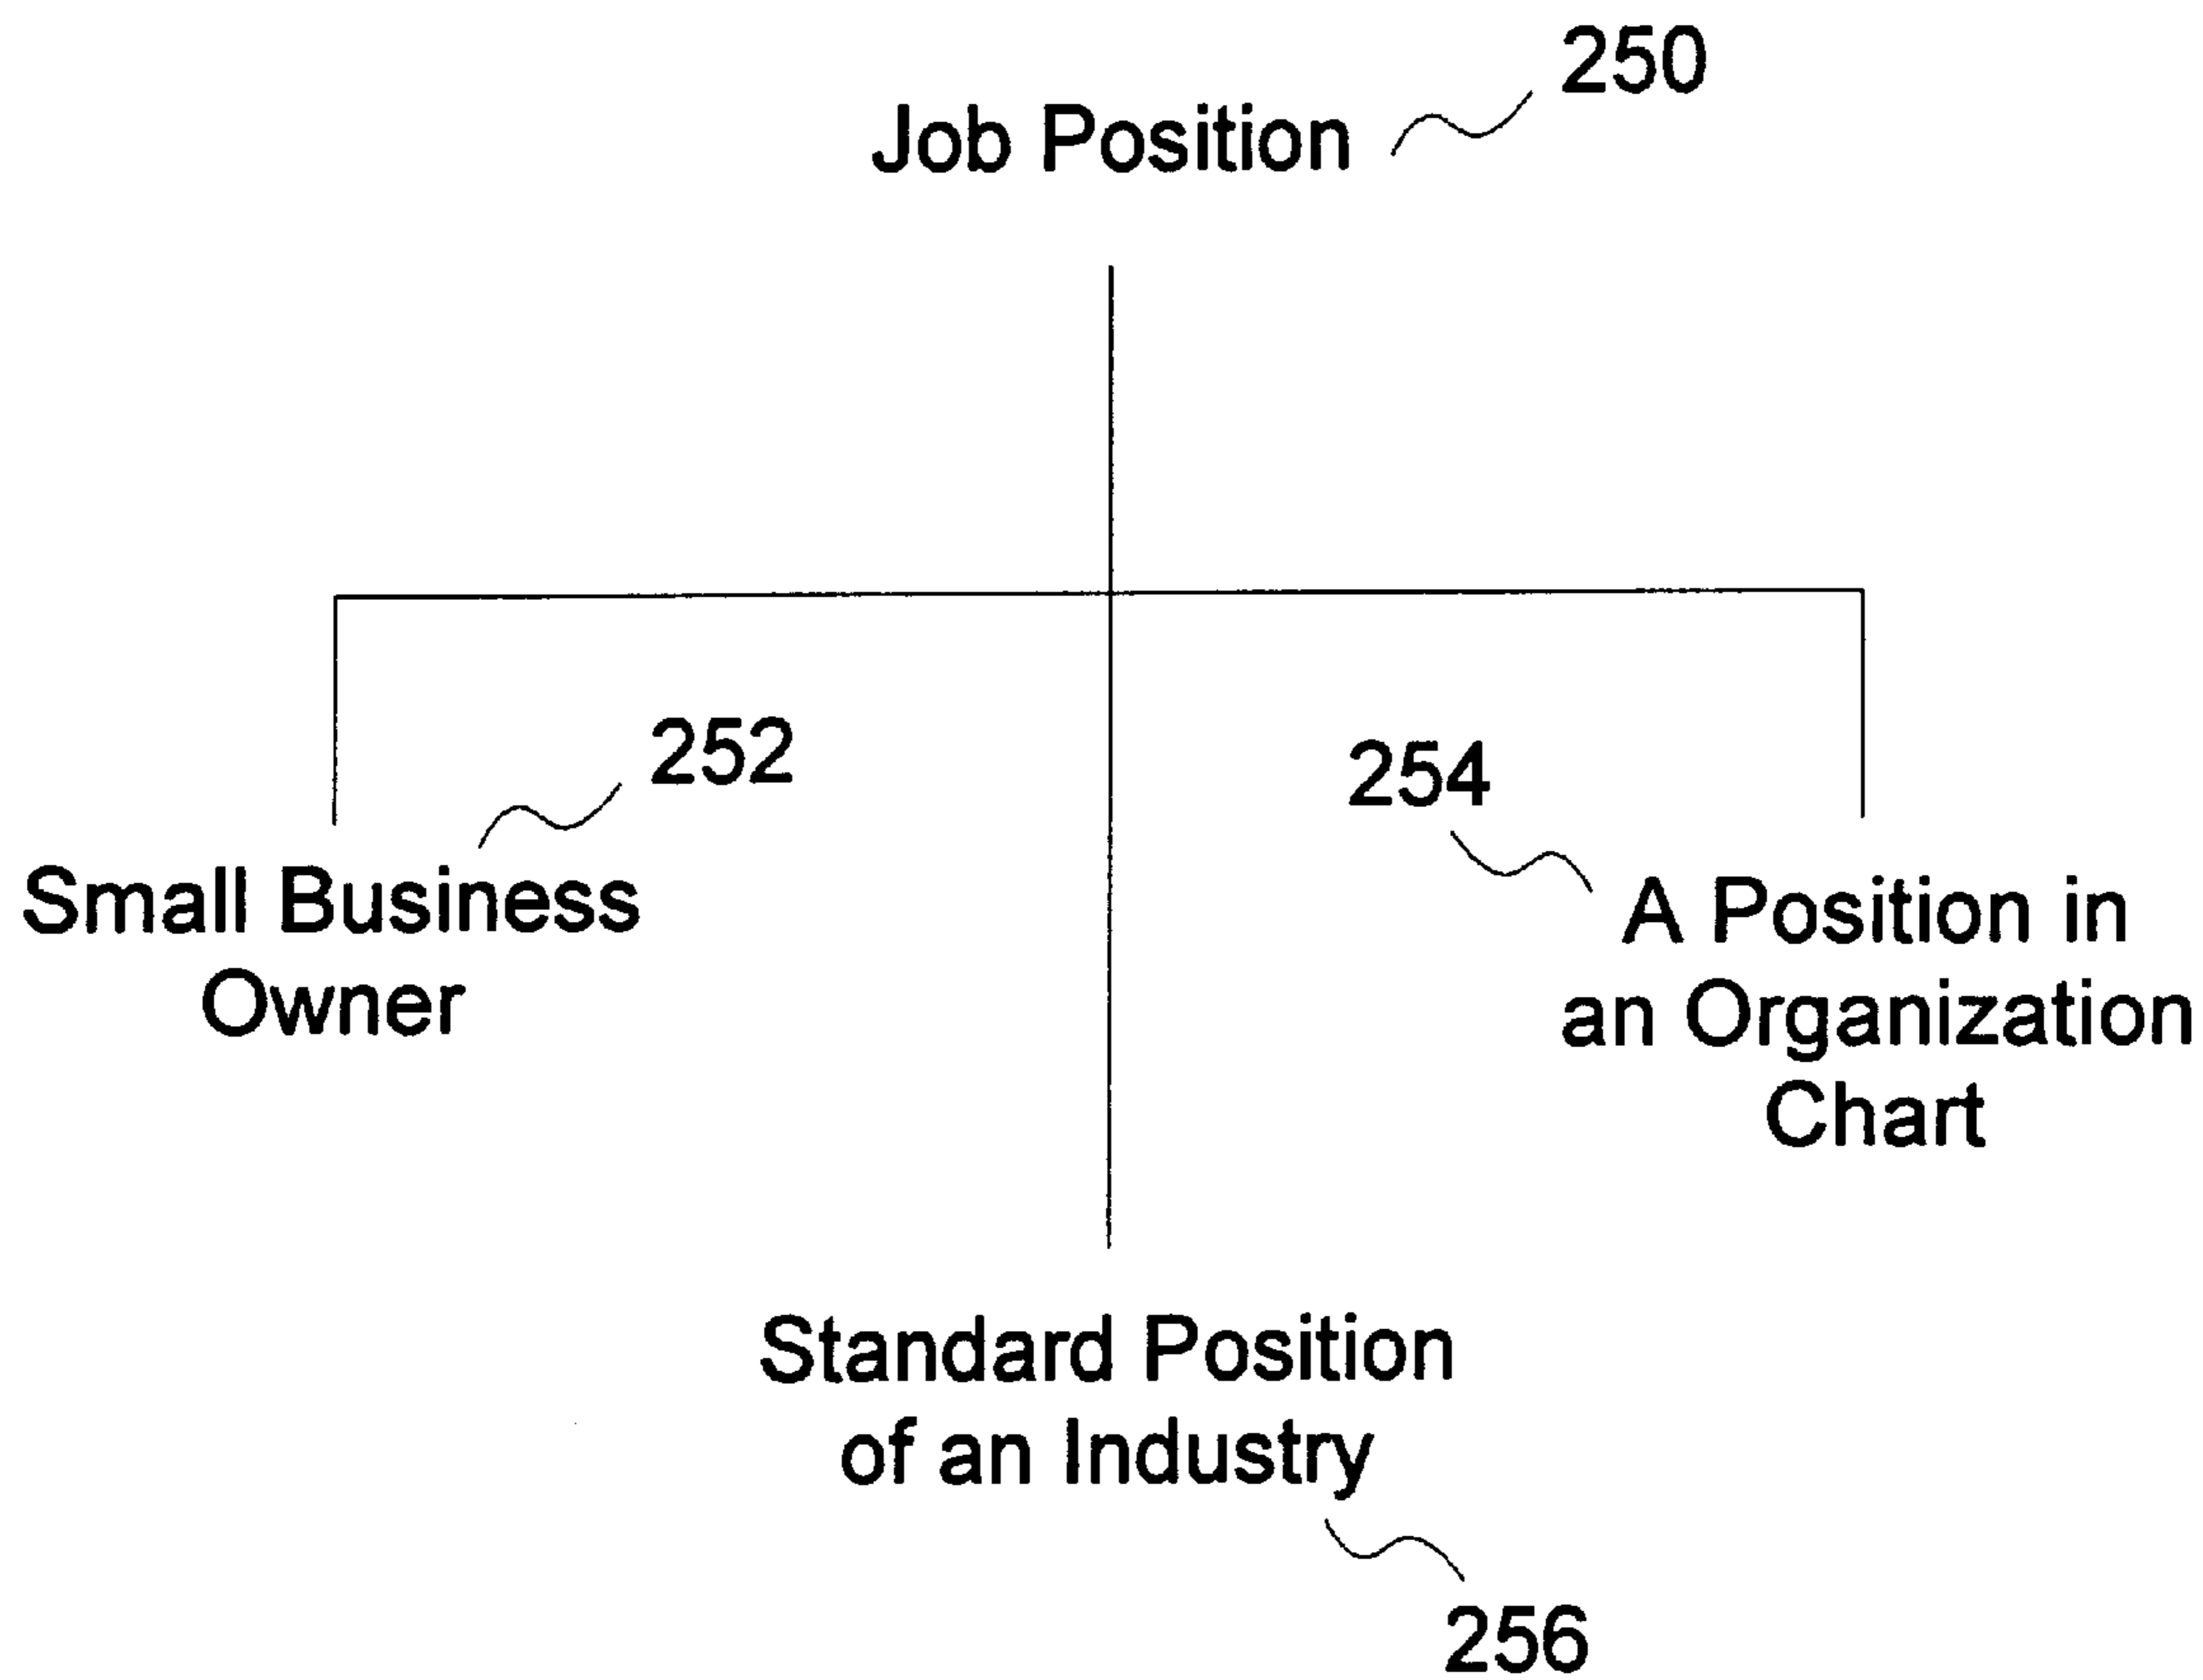 250
Job Position
252
254
Small Business
Owner
A Position in
an Organization
Chart
Standard Position
of an Industry
256